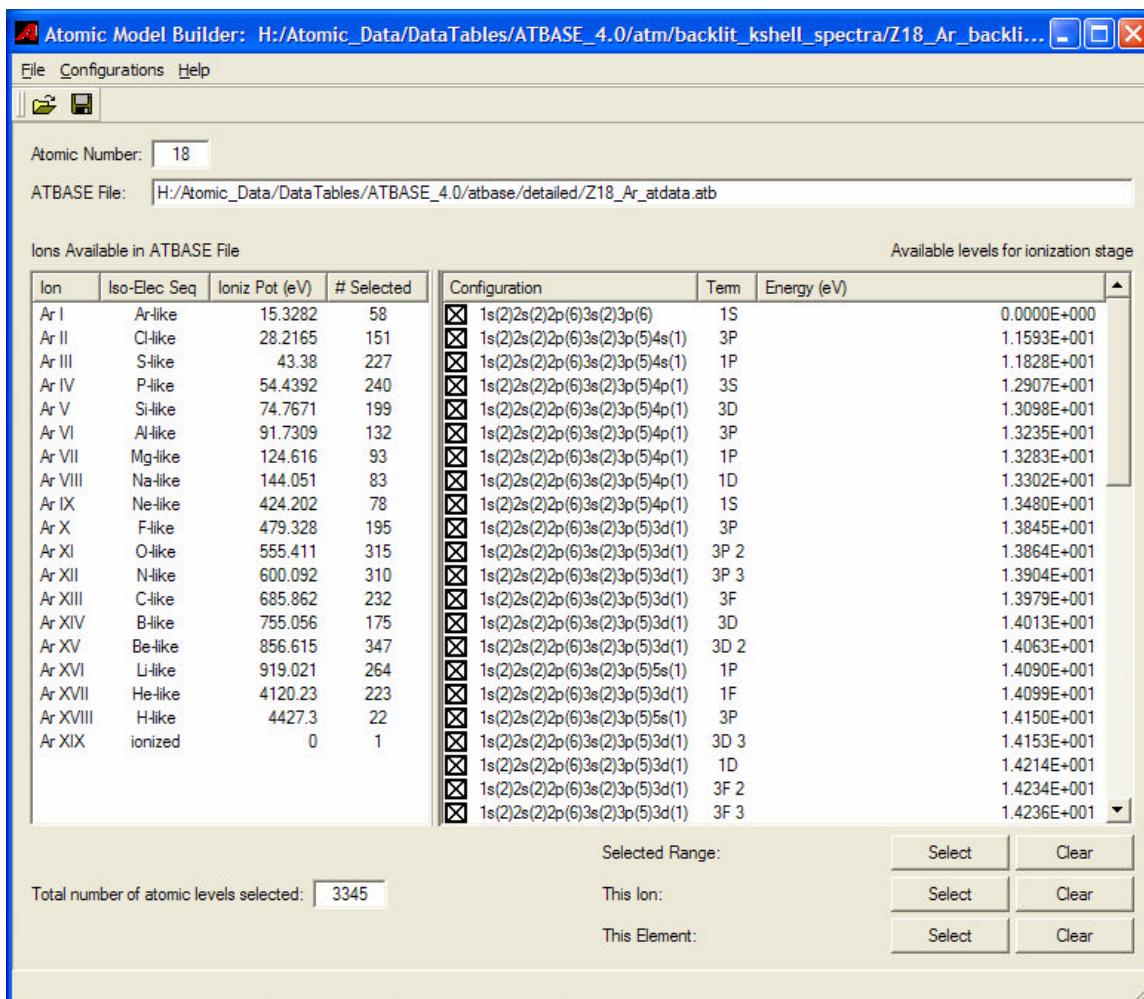 Atomic Model Builder: H:/Atomic_Data/DataTables/ATBASE_4.0/atm/backlit_kshell_spectra/Z18_Ar_backli...
File Configurations Help
Atomic Number: 18
ATBASE File: H:/Atomic_Data/DataTables/ATBASE_4.0/atbase/detailed/Z18_Ar_atdata.atb
Ions Available in ATBASE File
Ion Iso-Elec Seq Ioniz Pot (eV) # Selected
Ar I Ar-like 15.3282 58
Ar II Cl-like 28.2165 151
Ar III S-like 43.38 227
Ar IV P-like 54.4392 240
Ar V Si-like 74.7671 199
Ar VI Al-like 91.7309 132
Ar VII Mg-like 124.616 93
Ar VIII Na-like 144.051 83
Ar IX Ne-like 424.202 78
Ar X F-like 479.328 195
Ar XI O-like 555.411 315
Ar XII N-like 600.092 310
Ar XIII C-like 685.862 232
Ar XIV B-like 755.056 175
Ar XV Be-like 856.615 347
Ar XVI Li-like 919.021 264
Ar XVII He-like 4120.23 223
Ar XVIII H-like 4427.3 22
Ar XIX ionized 0 1
Available levels for ionization stage
Configuration Term Energy (eV)
1s(2)2s(2)2p(6)3s(2)3p(6) 1S 0.0000E+000
1s(2)2s(2)2p(6)3s(2)3p(5)4s(1) 3P 1.1593E+001
1s(2)2s(2)2p(6)3s(2)3p(5)4s(1) 1P 1.1828E+001
1s(2)2s(2)2p(6)3s(2)3p(5)4p(1) 3S 1.2907E+001
1s(2)2s(2)2p(6)3s(2)3p(5)4p(1) 3D 1.3098E+001
1s(2)2s(2)2p(6)3s(2)3p(5)4p(1) 3P 1.3235E+001
1s(2)2s(2)2p(6)3s(2)3p(5)4p(1) 1P 1.3283E+001
1s(2)2s(2)2p(6)3s(2)3p(5)4p(1) 1D 1.3302E+001
1s(2)2s(2)2p(6)3s(2)3p(5)4p(1) 1S 1.3480E+001
1s(2)2s(2)2p(6)3s(2)3p(5)3d(1) 3P 1.3845E+001
1s(2)2s(2)2p(6)3s(2)3p(5)3d(1) 3P 2 1.3864E+001
1s(2)2s(2)2p(6)3s(2)3p(5)3d(1) 3P 3 1.3904E+001
1s(2)2s(2)2p(6)3s(2)3p(5)3d(1) 3F 1.3979E+001
1s(2)2s(2)2p(6)3s(2)3p(5)3d(1) 3D 1.4013E+001
1s(2)2s(2)2p(6)3s(2)3p(5)3d(1) 3D 2 1.4063E+001
1s(2)2s(2)2p(6)3s(2)3p(5)5s(1) 1P 1.4090E+001
1s(2)2s(2)2p(6)3s(2)3p(5)3d(1) 1F 1.4099E+001
1s(2)2s(2)2p(6)3s(2)3p(5)5s(1) 3P 1.4150E+001
1s(2)2s(2)2p(6)3s(2)3p(5)3d(1) 3D 3 1.4153E+001
1s(2)2s(2)2p(6)3s(2)3p(5)3d(1) 1D 1.4214E+001
1s(2)2s(2)2p(6)3s(2)3p(5)3d(1) 3F 2 1.4234E+001
1s(2)2s(2)2p(6)3s(2)3p(5)3d(1) 3F 3 1.4236E+001
Total number of atomic levels selected: 3345
Selected Range: Select Clear
This Ion: Select Clear
This Element: Select Clear